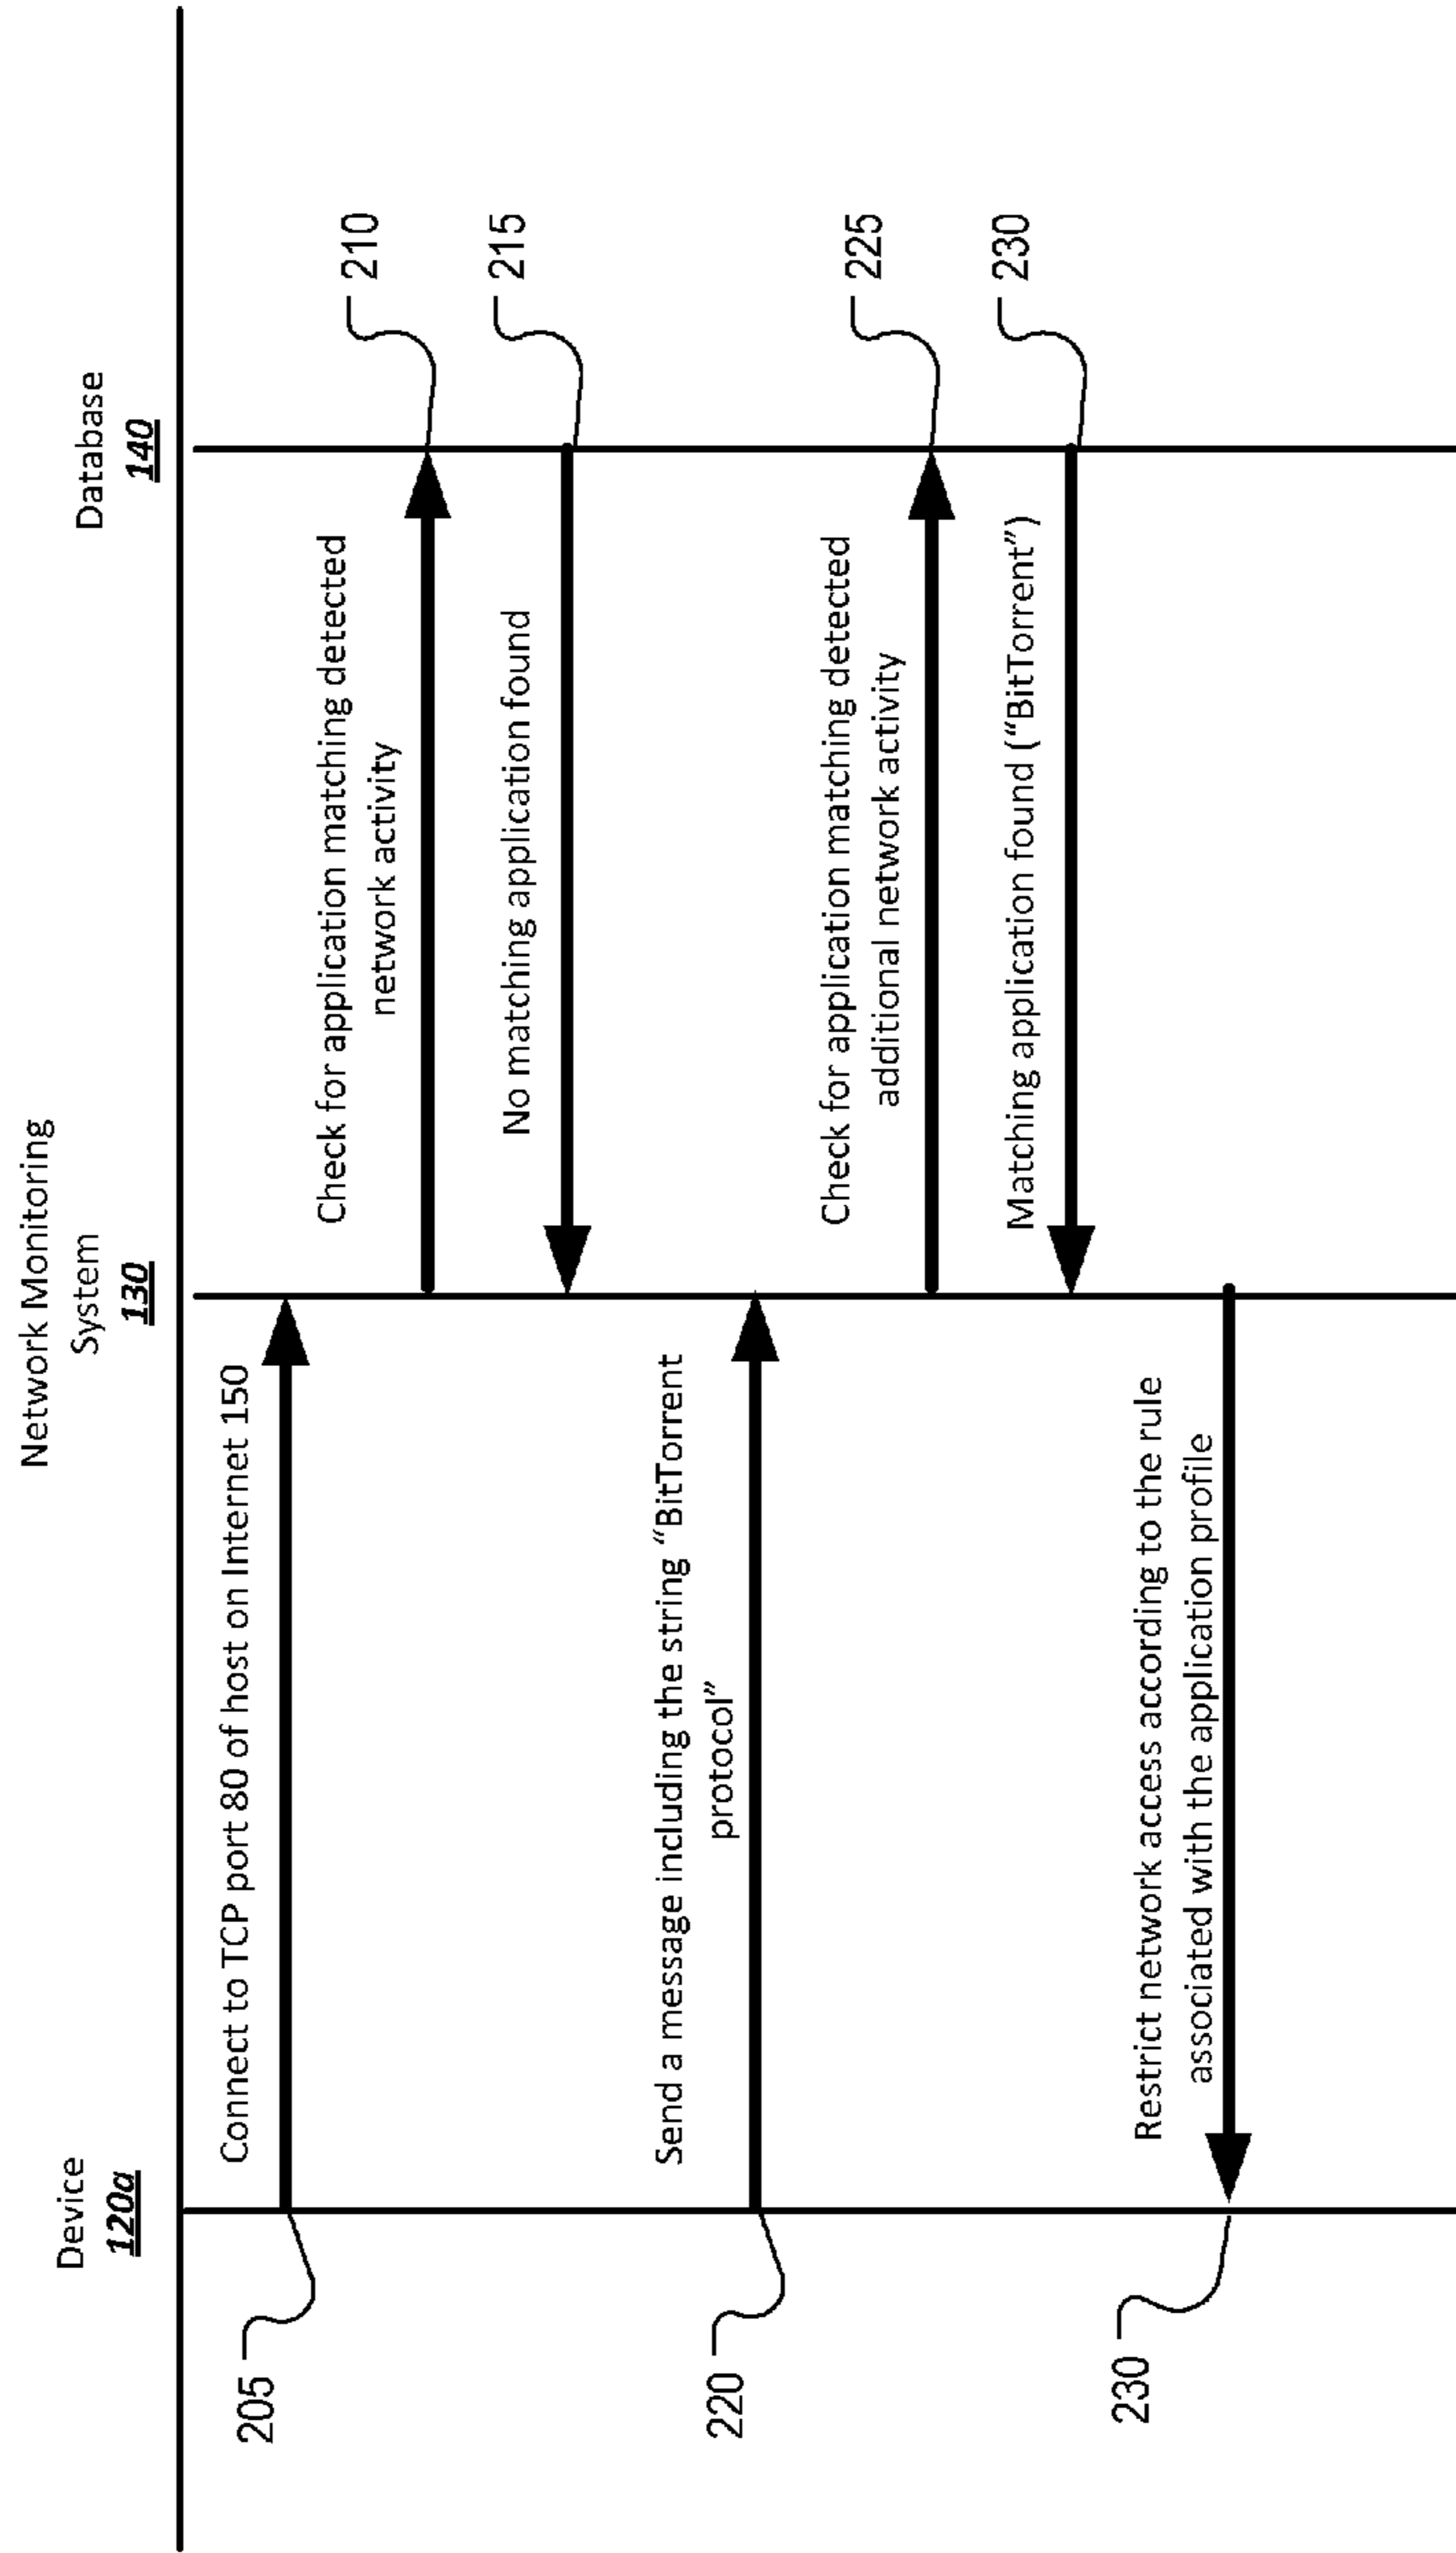 Device
120a
Network Monitoring
System
130
Database
140
Connect to TCP port 80 of host on Internet 150
205
Check for application matching detected
network activity
210
No matching application found
215
Send a message including the string “BitTorrent
protocol”
220
Check for application matching detected
additional network activity
225
Matching application found (“BitTorrent”)
230
Restrict network access according to the rule
associated with the application profile
230